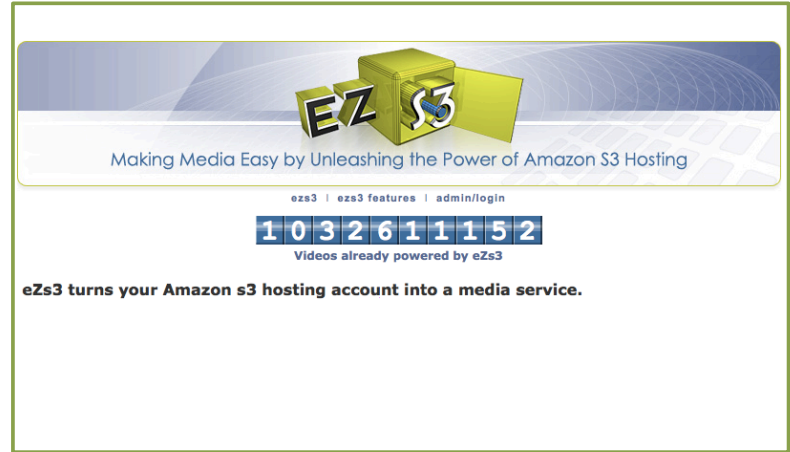 EZ S3
Making Media Easy by Unleashing the Power of Amazon S3 Hosting
ezs3 | ezs3 features | admin/login
1032611152
Videos already powered by eZs3
eZs3 turns your Amazon s3 hosting account into a media service.